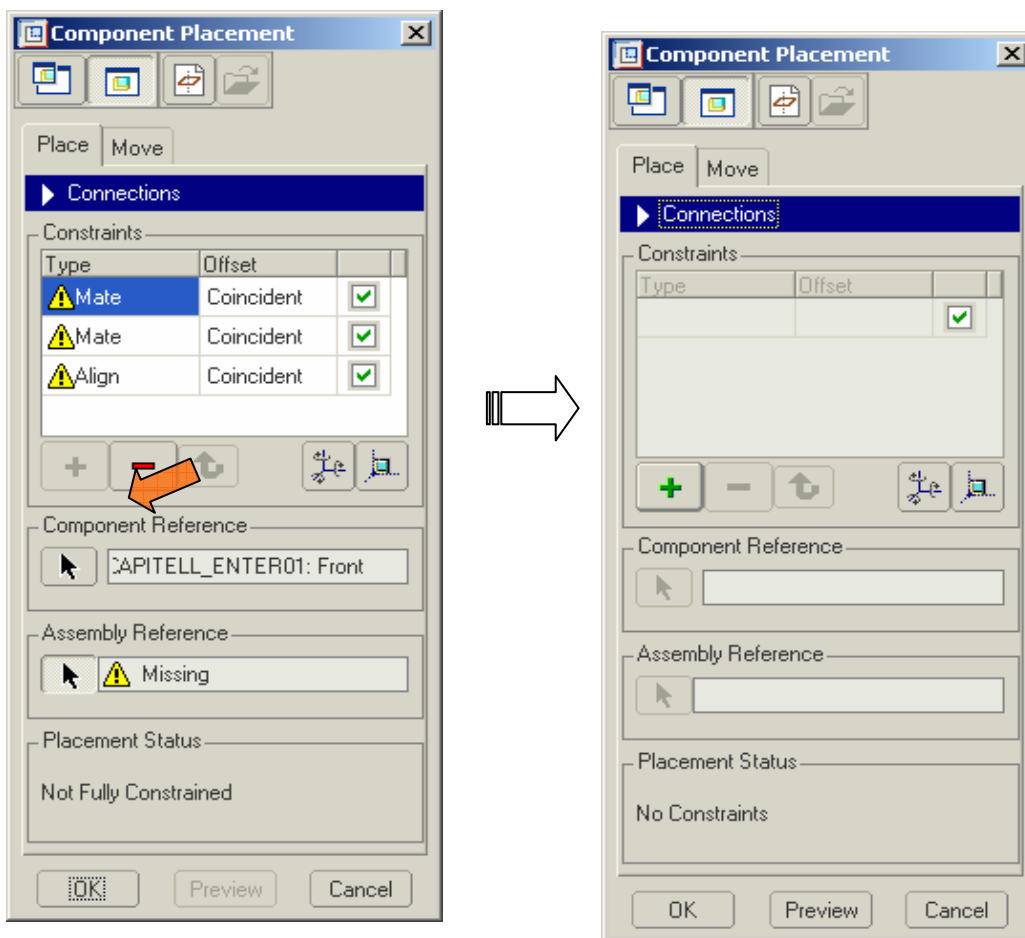 Component Placement
Place Move
Connections
Constraints
Type Offset
Mate Coincident
Mate Coincident
Align Coincident
Component Reference
CAPITELL_ENTER01: Front
Assembly Reference
Missing
Placement Status
Not Fully Constrained
OK Preview Cancel
Component Placement
Place Move
Connections
Constraints
Type Offset
Component Reference
Assembly Reference
Placement Status
No Constraints
OK Preview Cancel